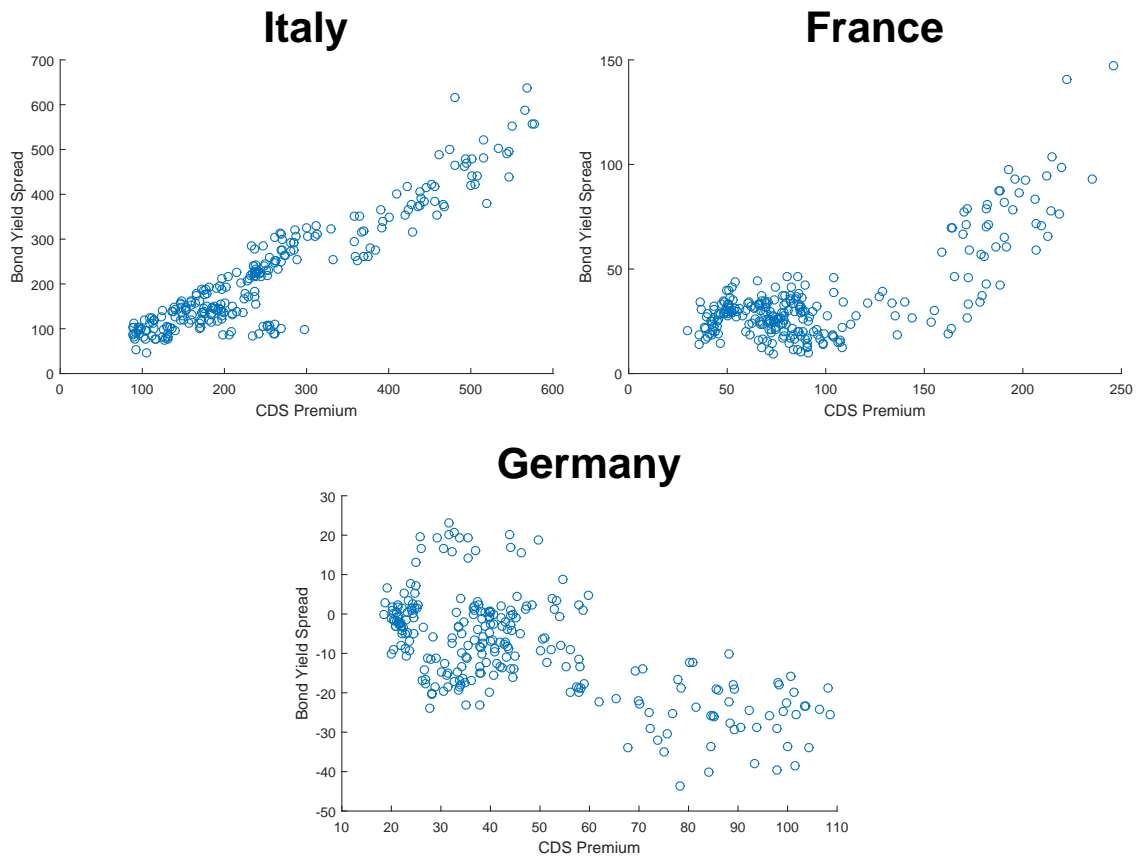 Italy
700
600
500
400
300
200
100
0
Bond Yield Spread
0 100 200 300 400 500 600
CDS Premium
France
150
100
50
0
Bond Yield Spread
0 50 100 150 200 250
CDS Premium
Germany
30
20
10
0
-10
-20
-30
-40
-50
Bond Yield Spread
10 20 30 40 50 60 70 80 90 100 110
CDS Premium